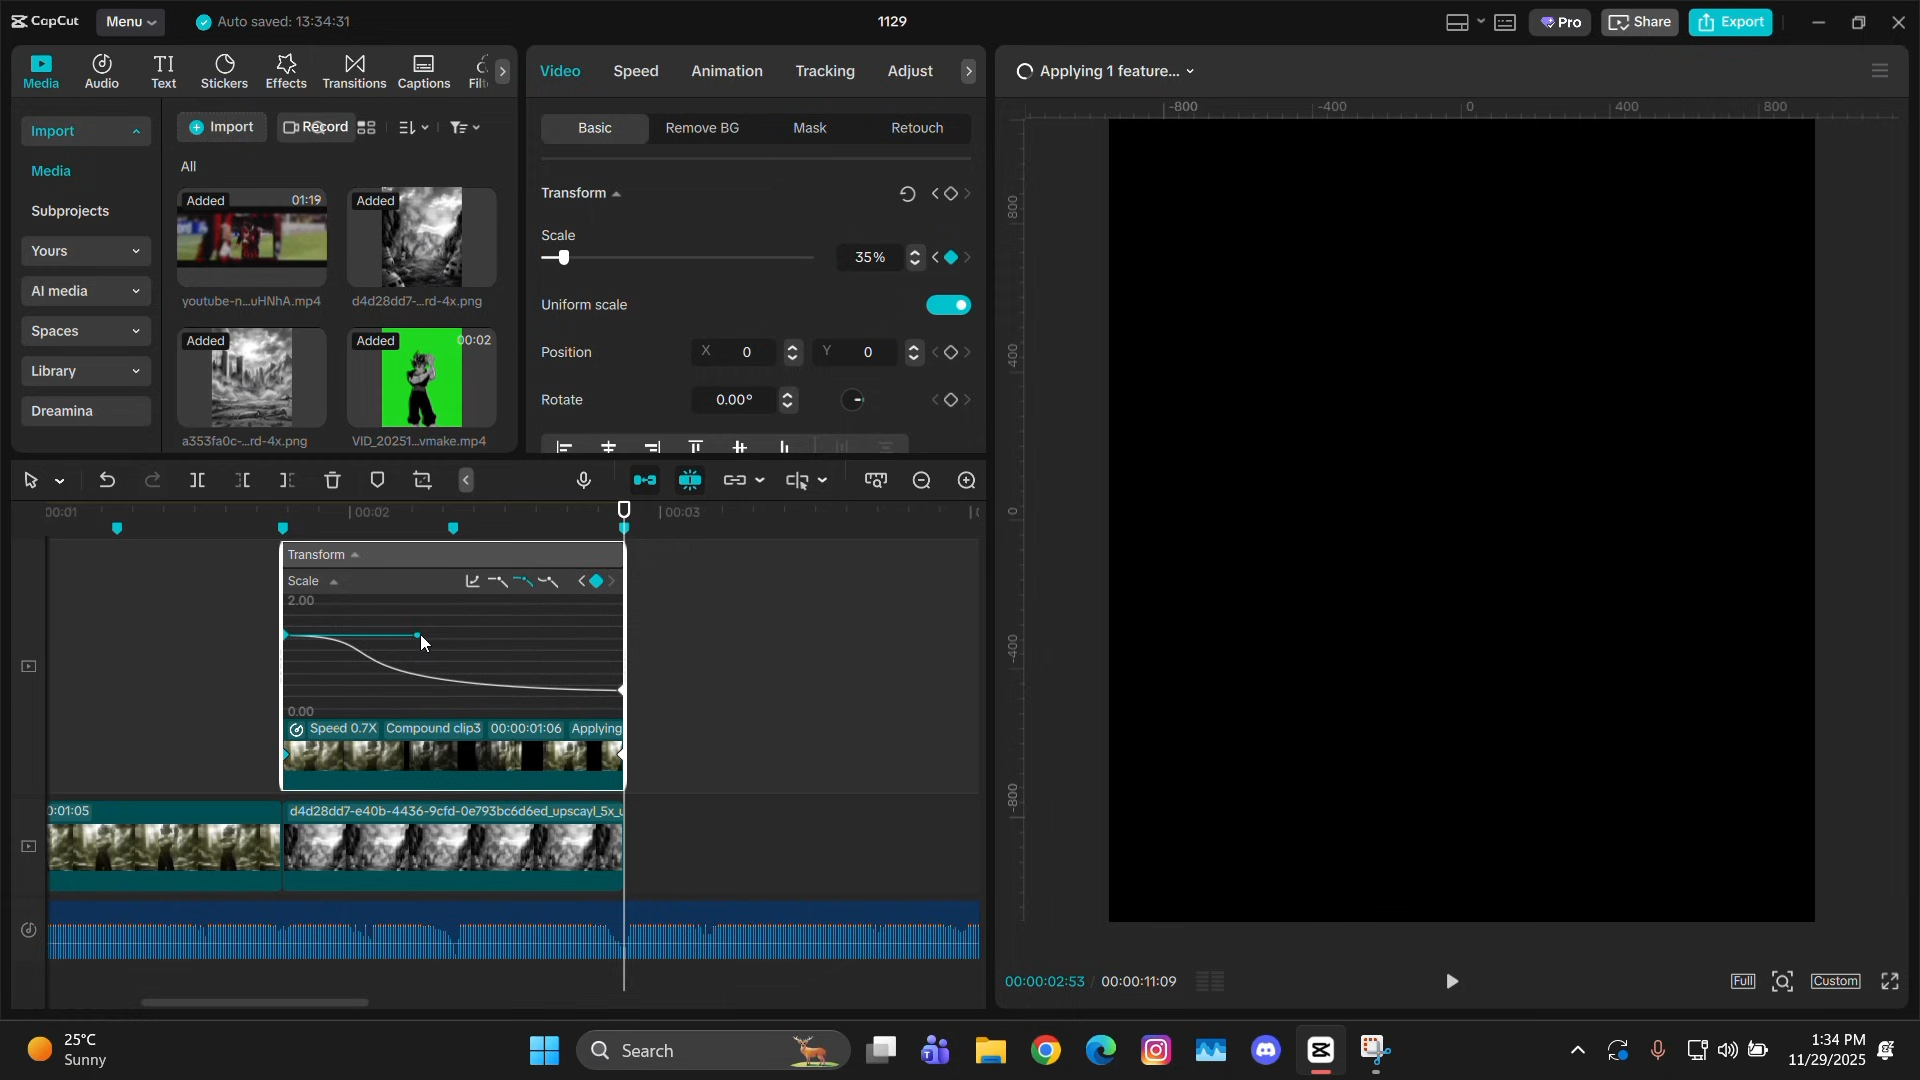 CapCut
Menu
Auto saved: 13:34:31
1129
Pro
Share
Export
Media
Audio
Text
Stickers
Effects
Transitions
Captions
Import
Media
Subprojects
Yours
AI media
Spaces
Library
Dreamina
Import
Record
All
Added
01:19
youtube-n...uHNhA.mp4
Added
d4d28dd7-...rd-4x.png
Added
a353fa0c-...rd-4x.png
Added
00:02
VID_20251...vmake.mp4
Video
Speed
Animation
Tracking
Adjust
Basic
Remove BG
Mask
Retouch
Transform
Scale
35%
Uniform scale
Position
X 0
Y 0
Rotate
0.00°
Applying 1 feature...
-800
-400
0
400
800
800
400
0
-400
-800
00:01
00:02
00:03
Transform
Scale
2.00
0.00
Speed 0.7X
Compound clip3
00:00:01:06
Applying
0:01:05
d4d28dd7-e40b-4436-9cfd-0e793bc6d6ed_upscayl_5x_u
00:00:02:53 / 00:00:11:09
Full
Custom
25°C
Sunny
Search
1:34 PM
11/29/2025